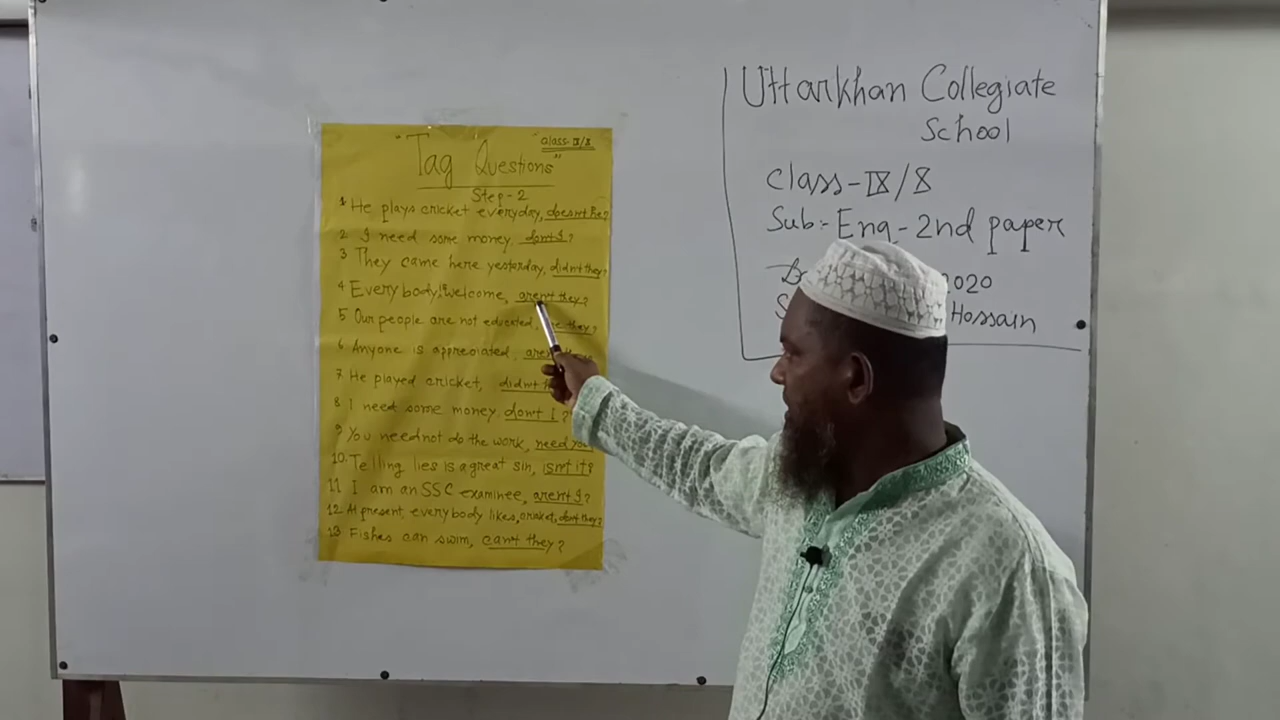 Class-IX/X
"Tag Questions"
Step-2
1. He plays cricket everyday, doesn't he?
2. I need some money, don't I?
3. They came here yesterday, didn't they?
4. Everybody is welcome, aren't they?
5. Our people are not educated, they?
6. Anyone is appreciated,
7. He played cricket, didn't
8. I need some money, don't I?
9. You need not do the work, need you
10. Telling lies is a great sin, isn't it?
11. I am an SSC examinee, aren't I?
12. At present, everybody likes, cricket, don't they?
13. Fishes can swim, can't they?
Uttarkhan Collegiate
School
Class-IX/X
Sub:- Eng-2nd paper
2020
Hossain